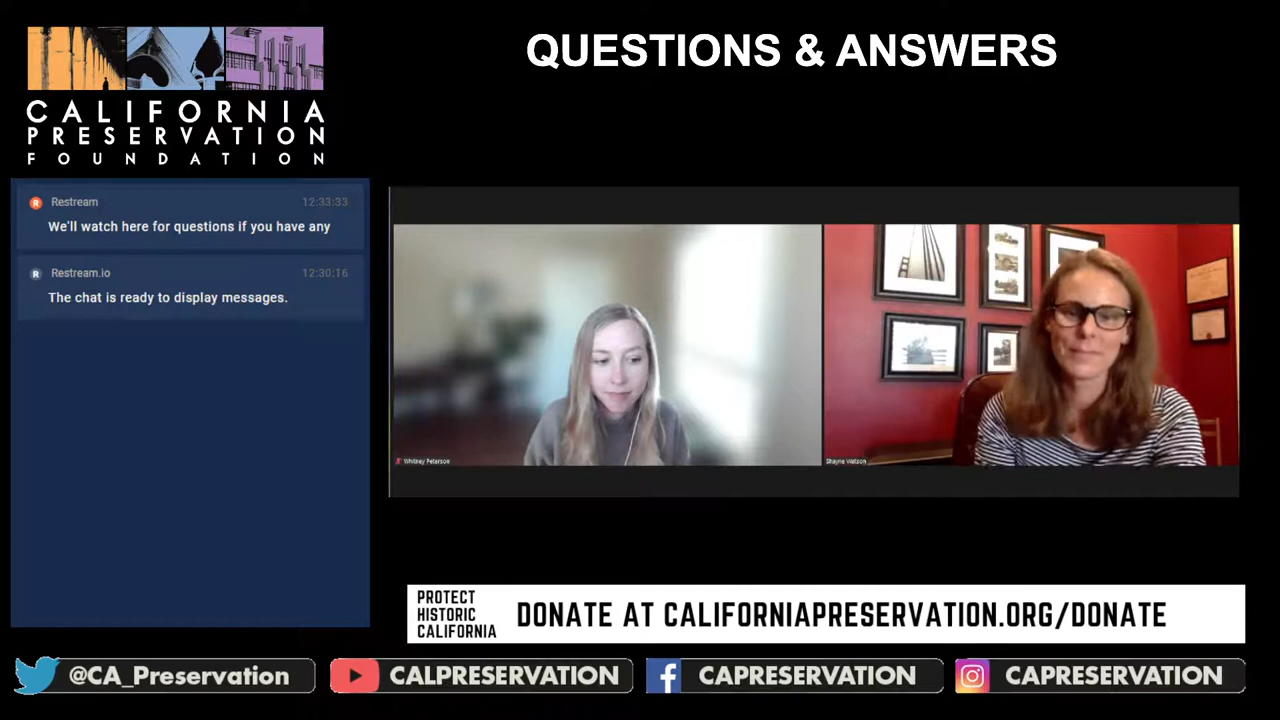 QUESTIONS & ANSWERS
CALIFORNIA
PRESERVATION
FOUNDATION
R Restream 12:33:33
We'll watch here for questions if you have any
R Restream.io 12:30:16
The chat is ready to display messages.
Whitney Peterson
Shayne Watson
PROTECT
HISTORIC
CALIFORNIA
DONATE AT CALIFORNIAPRESERVATION.ORG/DONATE
@CA_Preservation
CALPRESERVATION
CAPRESERVATION
CAPRESERVATION